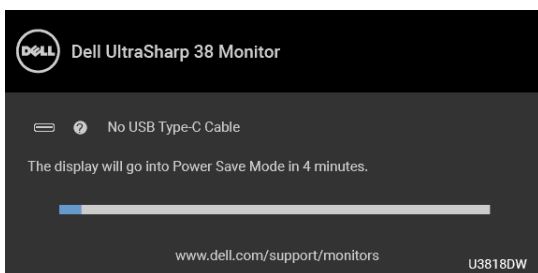 DELL Dell UltraSharp 38 Monitor
? No USB Type-C Cable
The display will go into Power Save Mode in 4 minutes.
www.dell.com/support/monitors
U3818DW